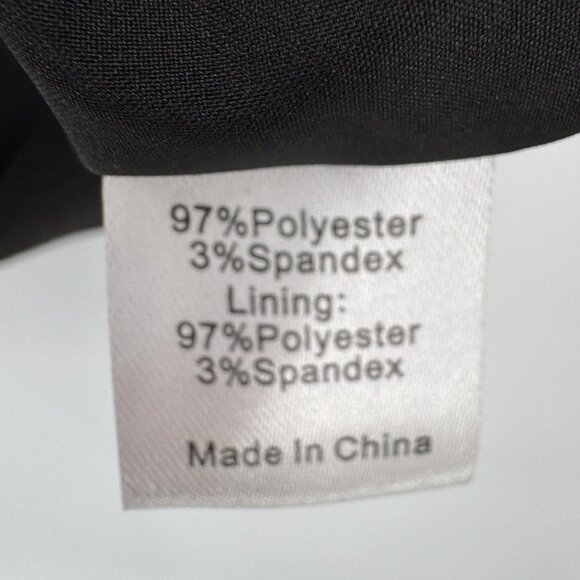 97%Polyester
3%Spandex
Lining:
97%Polyester
3%Spandex
Made In China